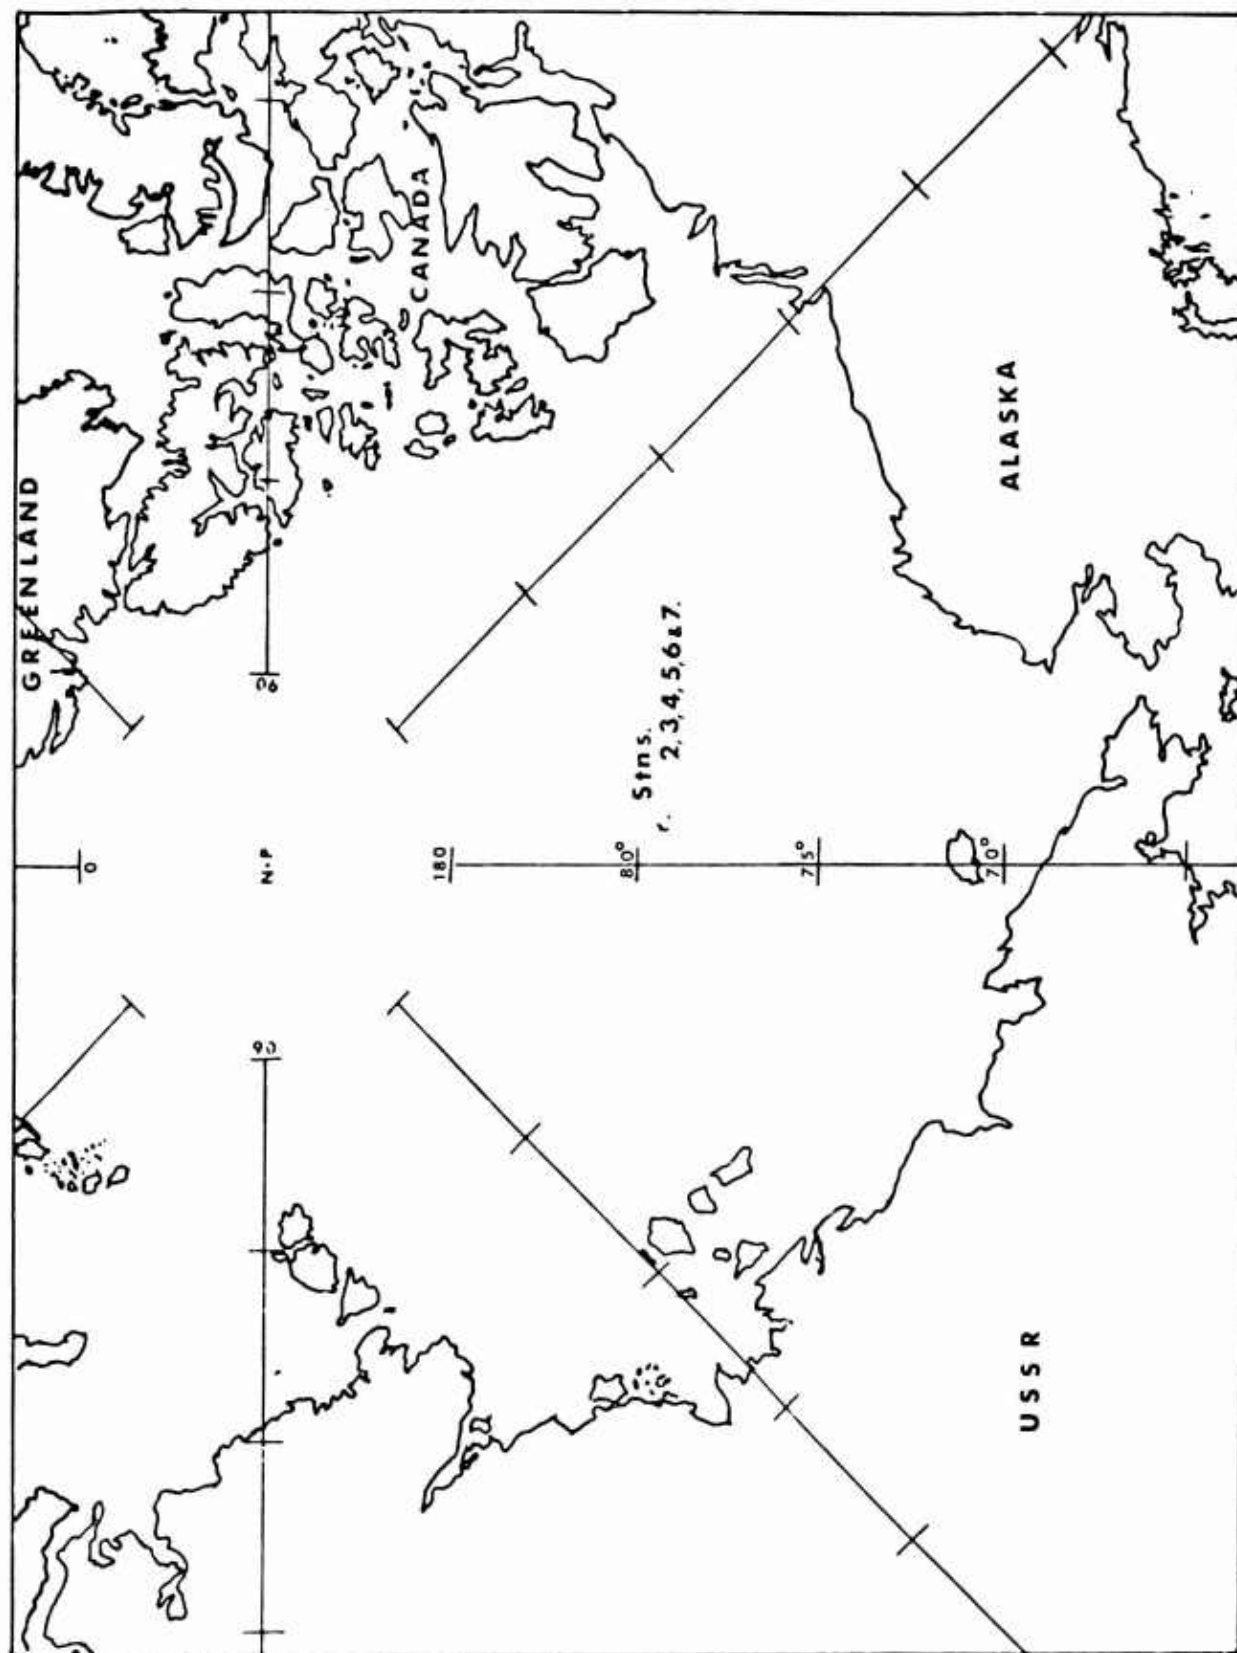 GREENLAND
CANADA
90
0
N·P
180
Stns.
80°
2,3,4,5,6&7.
75°
ALASKA
70°
90
USSR